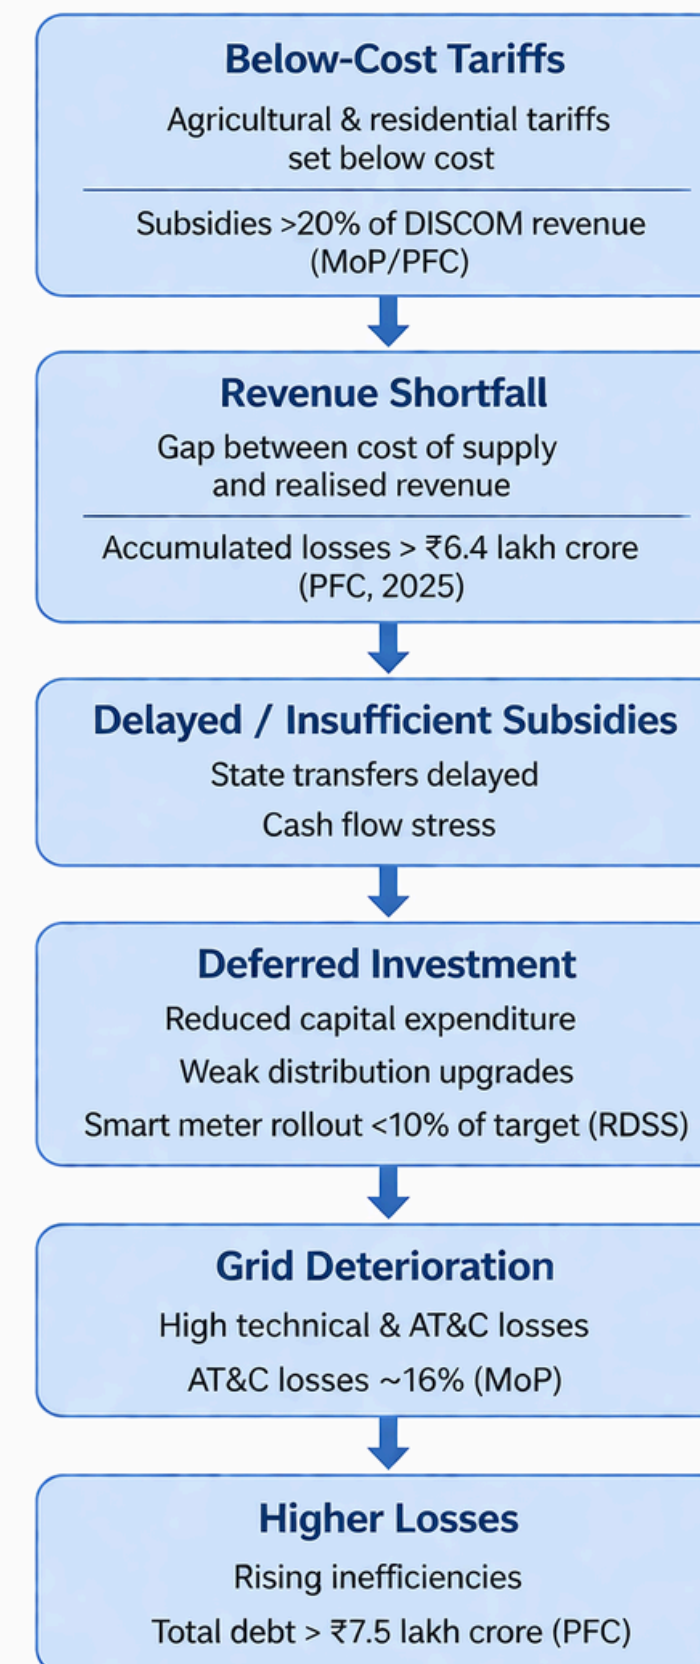 Below-Cost Tariffs
Agricultural & residential tariffs
set below cost
Subsidies >20% of DISCOM revenue
(MoP/PFC)
Revenue Shortfall
Gap between cost of supply
and realised revenue
Accumulated losses > ₹6.4 lakh crore
(PFC, 2025)
Delayed / Insufficient Subsidies
State transfers delayed
Cash flow stress
Deferred Investment
Reduced capital expenditure
Weak distribution upgrades
Smart meter rollout <10% of target (RDSS)
Grid Deterioration
High technical & AT&C losses
AT&C losses ~16% (MoP)
Higher Losses
Rising inefficiencies
Total debt > ₹7.5 lakh crore (PFC)